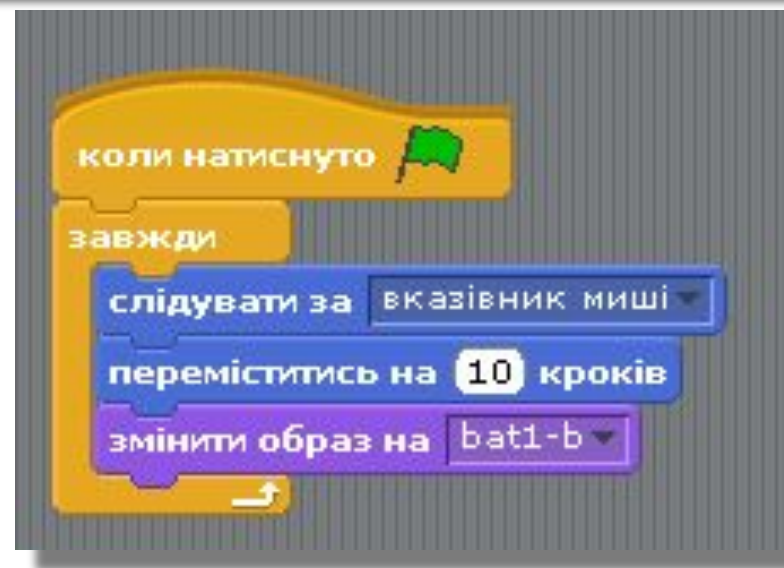 коли натиснуто
завжди
слідувати за вказівник миші
переміститись на 10 кроків
змінити образ на bat1-b